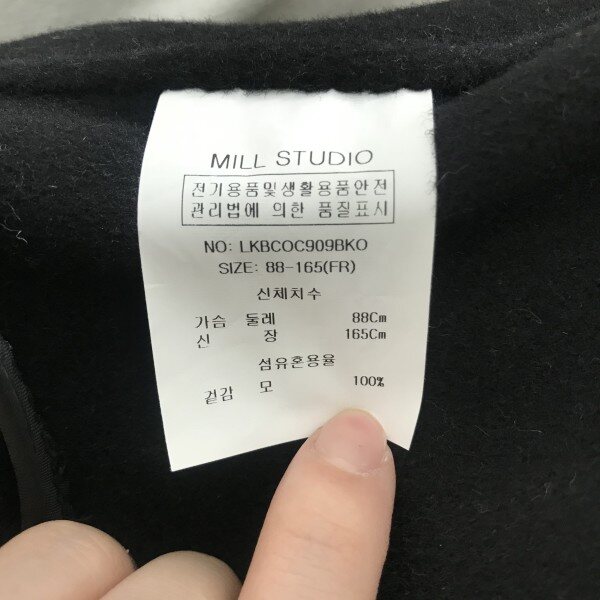 MILL STUDIO
전기용품및생활용품안전
관리법에 의한 품질표시
NO: LKBCOC909BKO
SIZE: 88-165(FR)
신체치수
가슴 둘레 88Cm
신 장 165Cm
섬유혼용율
겉감 모 100%